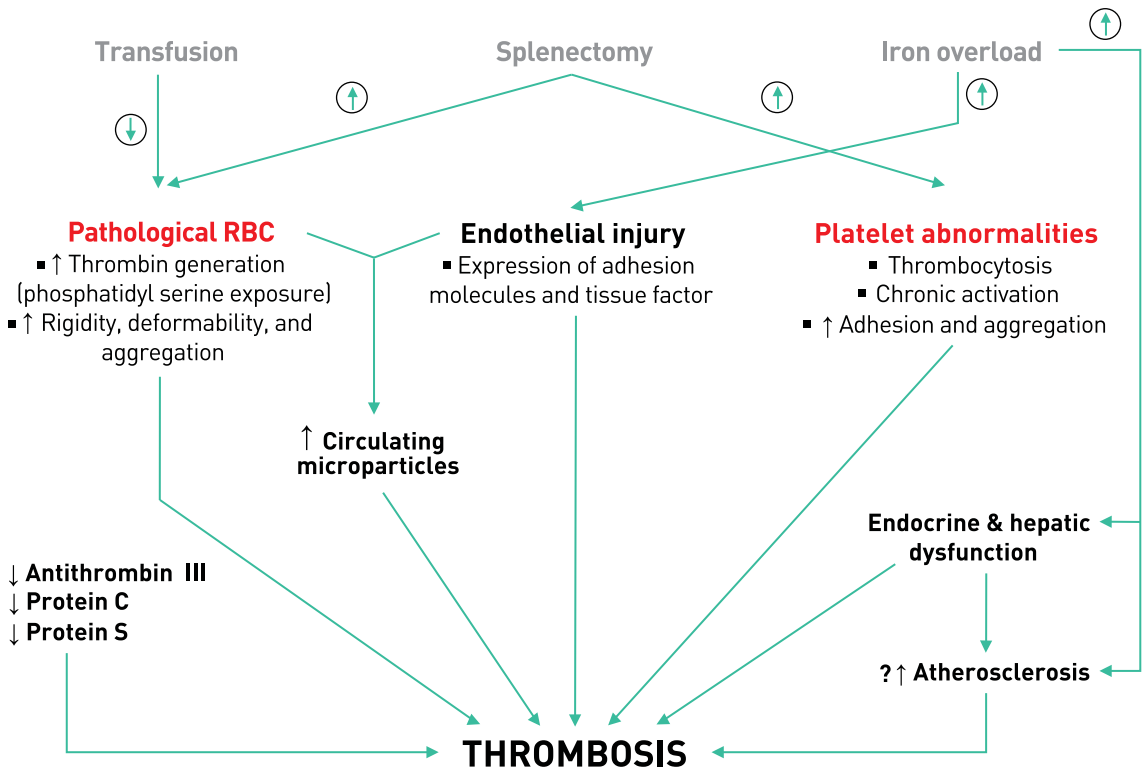 Transfusion
Splenectomy
Iron overload
↑
↑
↑
↑
↓
Pathological RBC
▪ ↑ Thrombin generation
(phosphatidyl serine exposure)
▪ ↑ Rigidity, deformability, and
aggregation
Endothelial injury
▪ Expression of adhesion
molecules and tissue factor
Platelet abnormalities
▪ Thrombocytosis
▪ Chronic activation
▪ ↑ Adhesion and aggregation
↑ Circulating
microparticles
Endocrine & hepatic
dysfunction
↓ Antithrombin III
↓ Protein C
↓ Protein S
? ↑ Atherosclerosis
THROMBOSIS